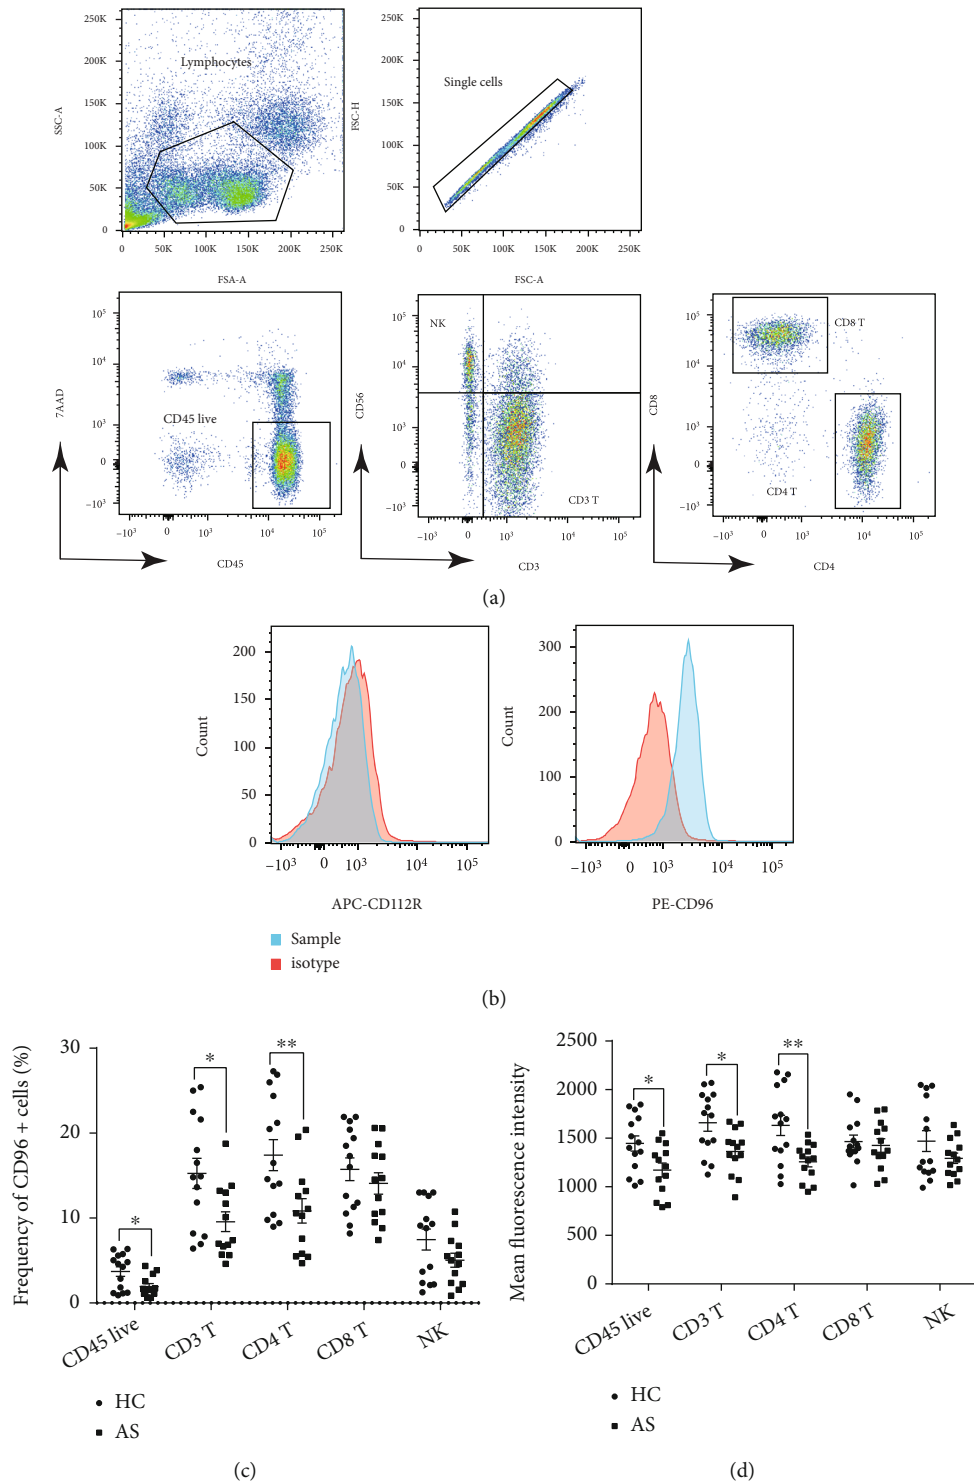 250K
200K
150K
100K
50K
0
SSC-A
Lymphocytes
0 50K 100K 150K 200K 250K
FSA-A
250K
200K
150K
100K
50K
0
FSC-H
Single cells
0 50K 100K 150K 200K 250K
FSC-A
10⁵
10⁴
10³
0
−10³
7AAD
CD45 live
−10³ 0 10³ 10⁴ 10⁵
CD45
10⁵
10⁴
10³
0
−10³
CD56
NK
CD3 T
−10³ 0 10³ 10⁴ 10⁵
CD3
10⁵
10⁴
10³
0
−10³
CD8
CD8 T
CD4 T
−10³ 0 10³ 10⁴ 10⁵
CD4
(a)
200
150
100
50
0
Count
−10³ 0 10³ 10⁴ 10⁵
APC-CD112R
300
200
100
0
Count
−10³ 0 10³ 10⁴ 10⁵
PE-CD96
Sample
isotype
(b)
30
20
10
0
Frequency of CD96 + cells (%)
* * **
CD45 live CD3 T CD4 T CD8 T NK
HC
AS
(c)
2500
2000
1500
1000
500
0
Mean fluorescence intensity
* * **
CD45 live CD3 T CD4 T CD8 T NK
HC
AS
(d)